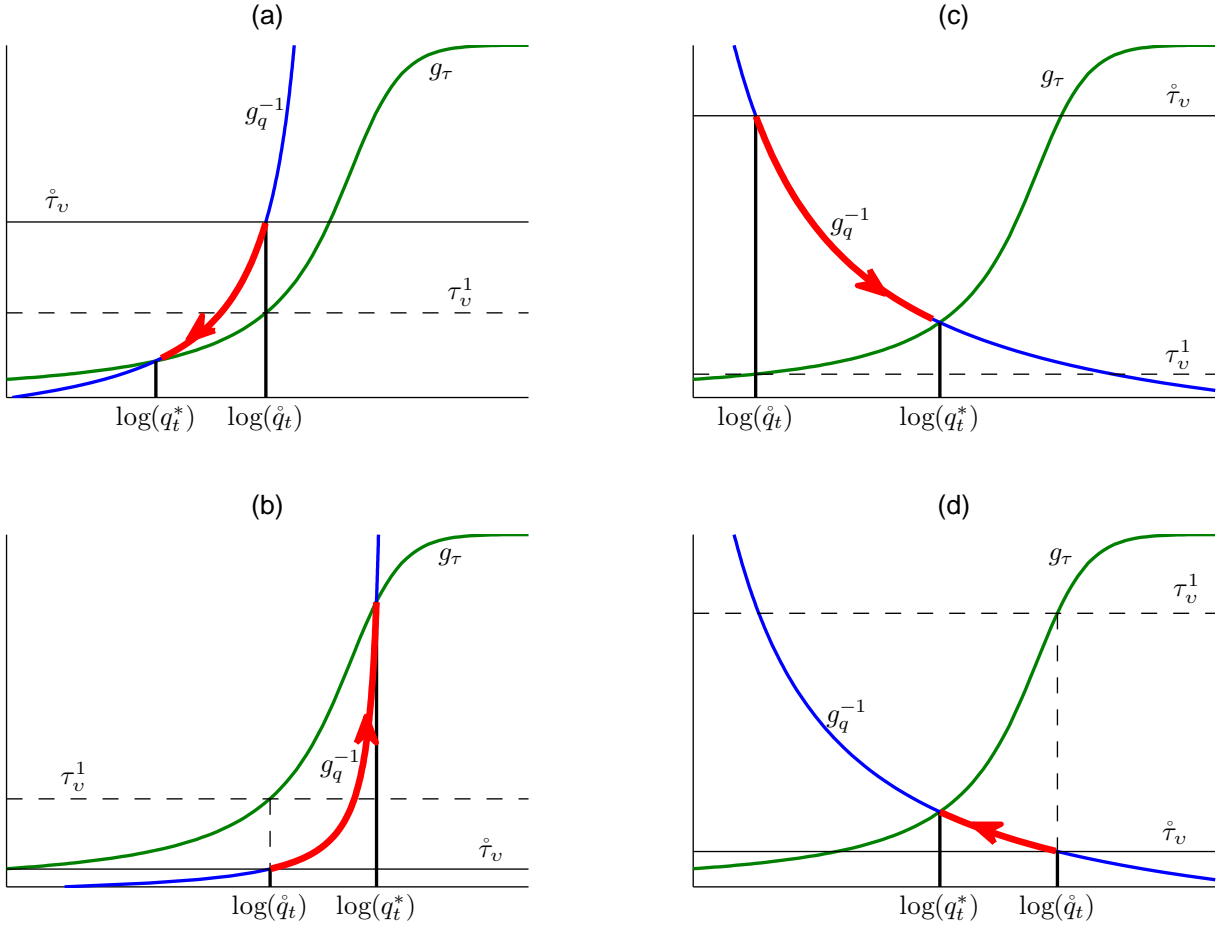 (a)
g_τ
g_q^{-1}
τ̊_υ
τ_υ^1
log(q_t^*)
log(q̊_t)
(c)
g_τ
τ̊_υ
g_q^{-1}
τ_υ^1
log(q̊_t)
log(q_t^*)
(b)
g_τ
g_q^{-1}
τ_υ^1
τ̊_υ
log(q̊_t)
log(q_t^*)
(d)
g_τ
τ_υ^1
g_q^{-1}
τ̊_υ
log(q_t^*)
log(q̊_t)